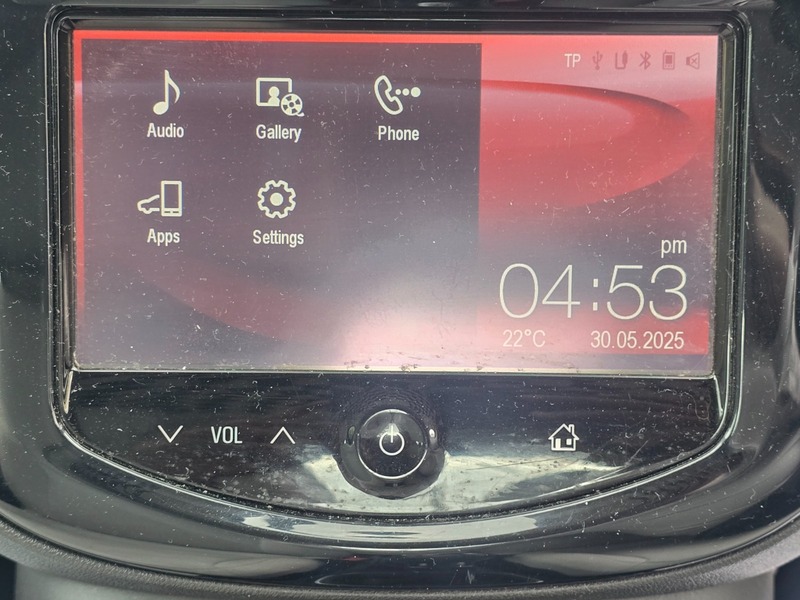 TP
Audio
Gallery
Phone
Apps
Settings
pm
04:53
22°C 30.05.2025
VOL